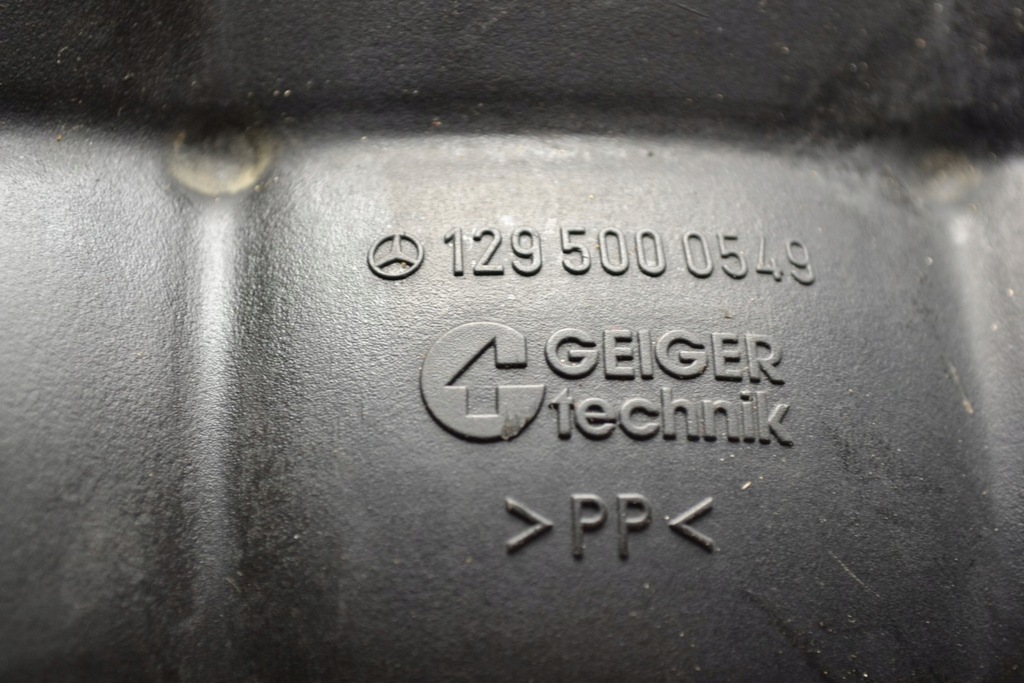 129 500 0549
GEIGER
technik
>PP<